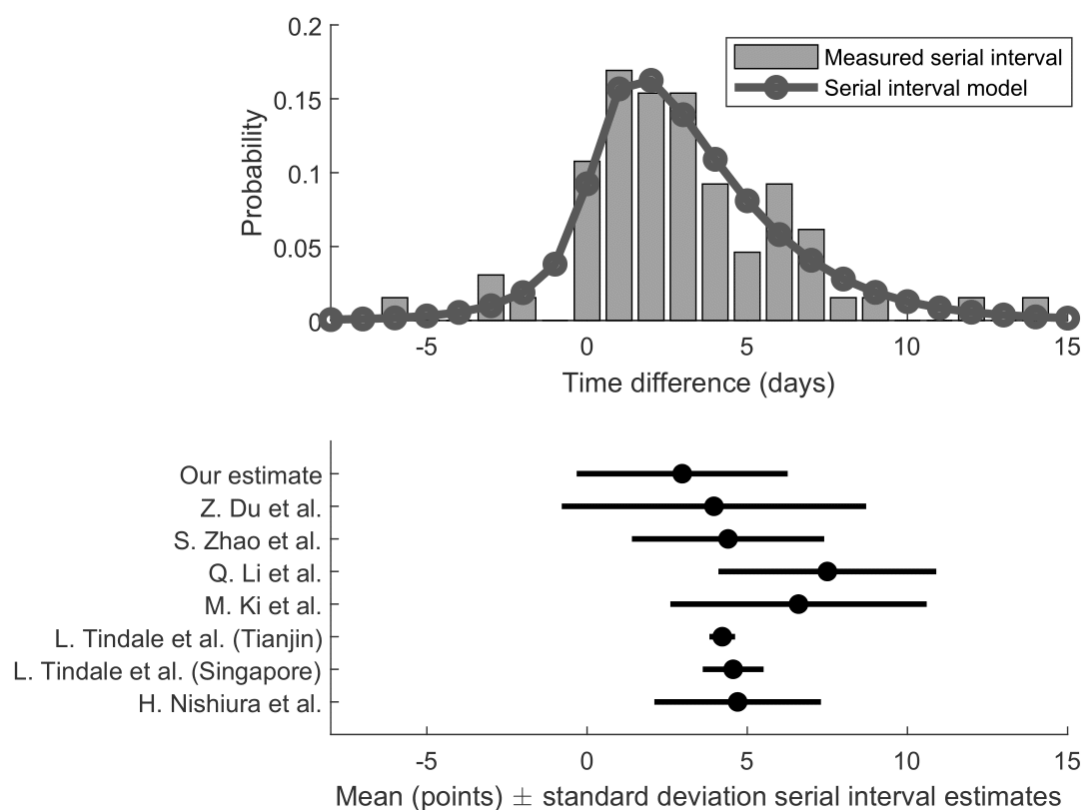 0.2
0.15
0.1
0.05
0
Probability
Measured serial interval
Serial interval model
-5 0 5 10 15
Time difference (days)
Our estimate
Z. Du et al.
S. Zhao et al.
Q. Li et al.
M. Ki et al.
L. Tindale et al. (Tianjin)
L. Tindale et al. (Singapore)
H. Nishiura et al.
-5 0 5 10 15
Mean (points) ± standard deviation serial interval estimates